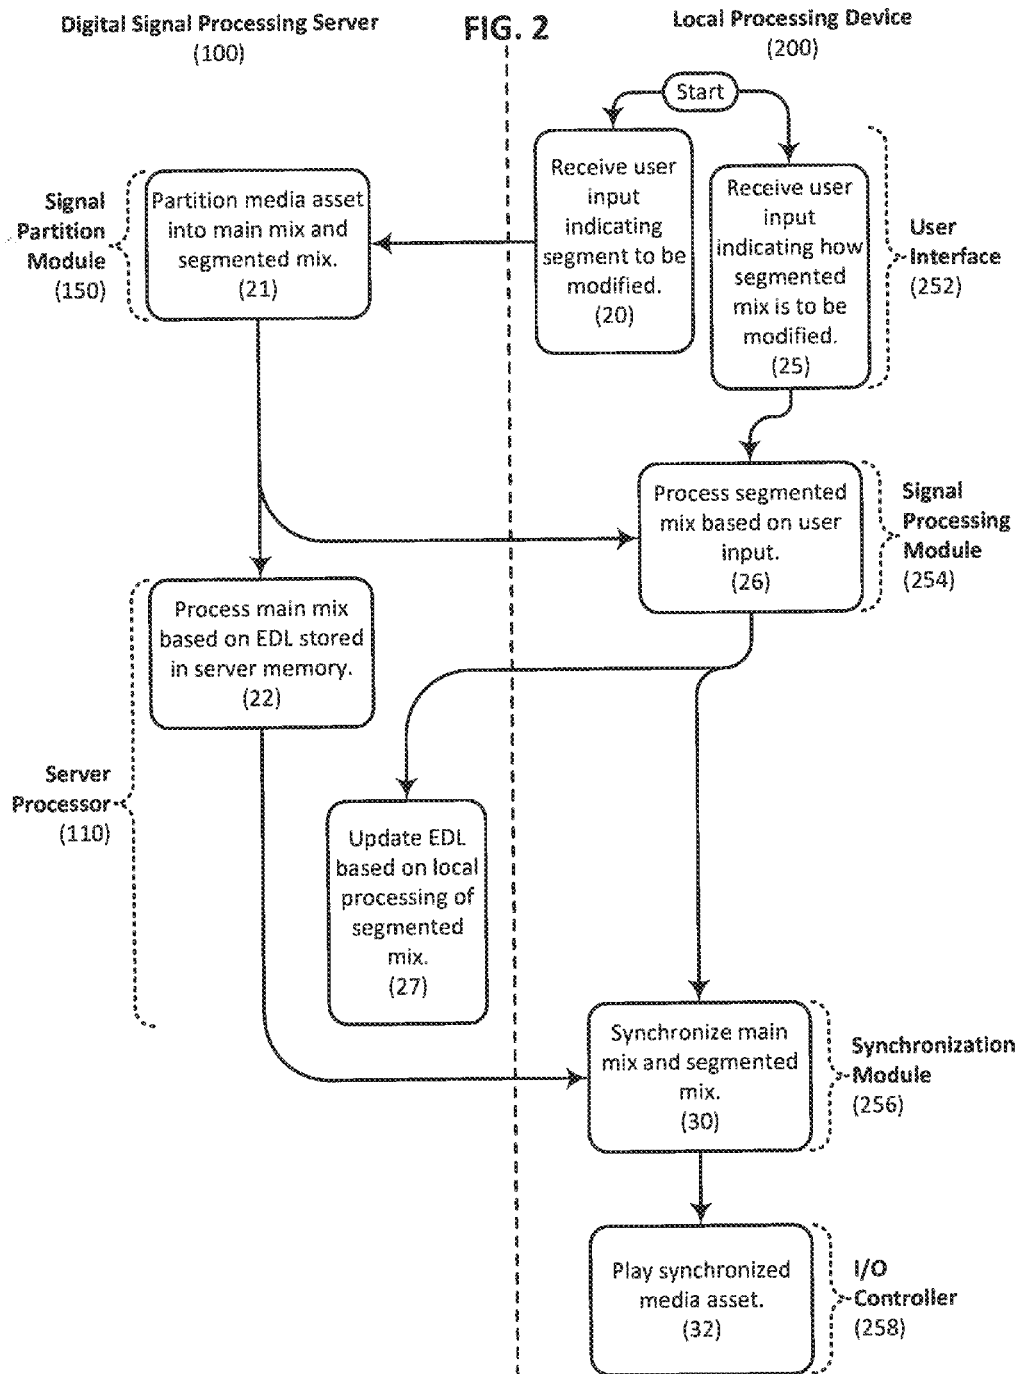 Digital Signal Processing Server
(100)
FIG. 2
Local Processing Device
(200)
Start
Receive user
input
indicating
segment to be
modified.
(20)
Receive user
input
indicating how
segmented
mix is to be
modified.
(25)
User
Interface
(252)
Signal
Partition
Module
(150)
Partition media asset
into main mix and
segmented mix.
(21)
Process segmented
mix based on user
input.
(26)
Signal
Processing
Module
(254)
Process main mix
based on EDL stored
in server memory.
(22)
Server
Processor
(110)
Update EDL
based on local
processing of
segmented
mix.
(27)
Synchronize main
mix and segmented
mix.
(30)
Synchronization
Module
(256)
Play synchronized
media asset.
(32)
I/O
Controller
(258)